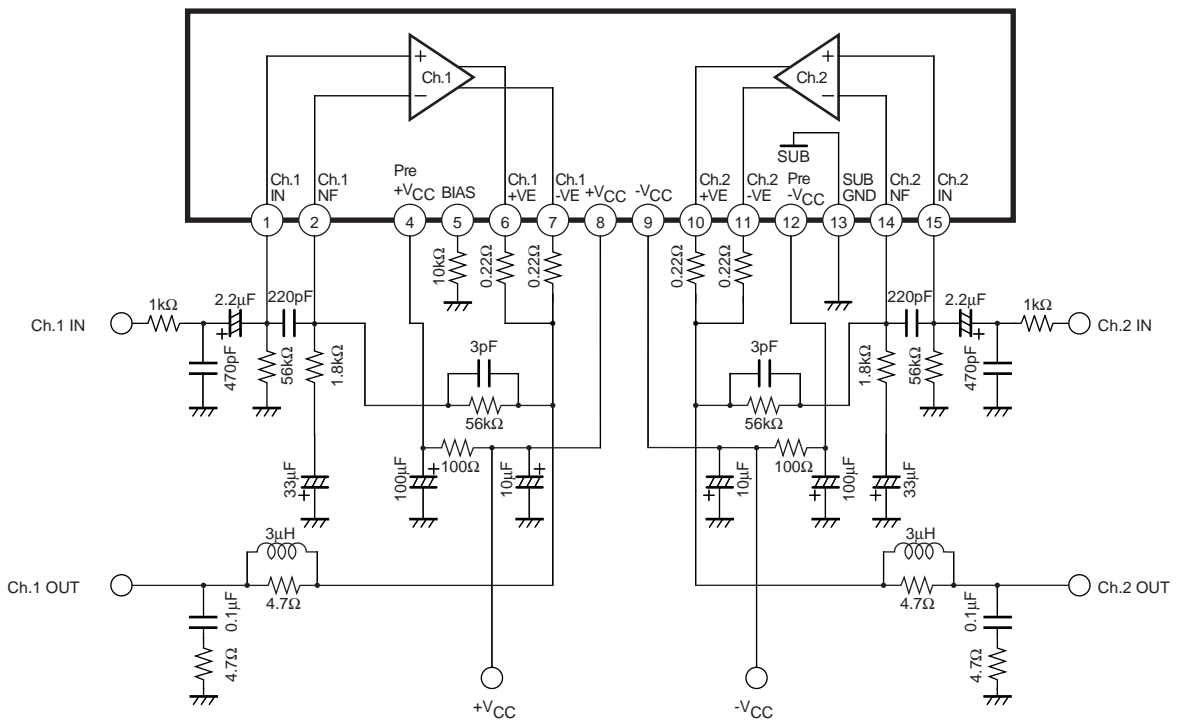 +
Ch.1
−
+
Ch.2
−
SUB
Ch.1
IN
Ch.1
NF
Pre
+VCC
BIAS
Ch.1
+VE
Ch.1
-VE
+VCC
-VCC
Ch.2
+VE
Ch.2
-VE
Pre
-VCC
SUB
GND
Ch.2
NF
Ch.2
IN
1
2
4
5
6
7
8
9
10
11
12
13
14
15
10kΩ
0.22Ω
0.22Ω
0.22Ω
0.22Ω
Ch.1 IN
1kΩ
2.2μF
+
220pF
470pF
56kΩ
1.8kΩ
3pF
56kΩ
3pF
56kΩ
1.8kΩ
220pF
56kΩ
2.2μF
+
470pF
1kΩ
Ch.2 IN
33μF
+
100μF
+
100Ω
10μF
+
10μF
+
100Ω
100μF
+
33μF
+
Ch.1 OUT
3μH
4.7Ω
0.1μF
4.7Ω
3μH
4.7Ω
0.1μF
4.7Ω
Ch.2 OUT
+VCC
-VCC